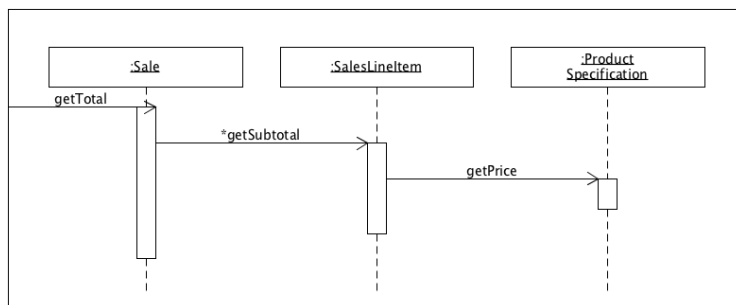 :Sale
:SalesLineItem
:Product
Specification
getTotal
*getSubtotal
getPrice